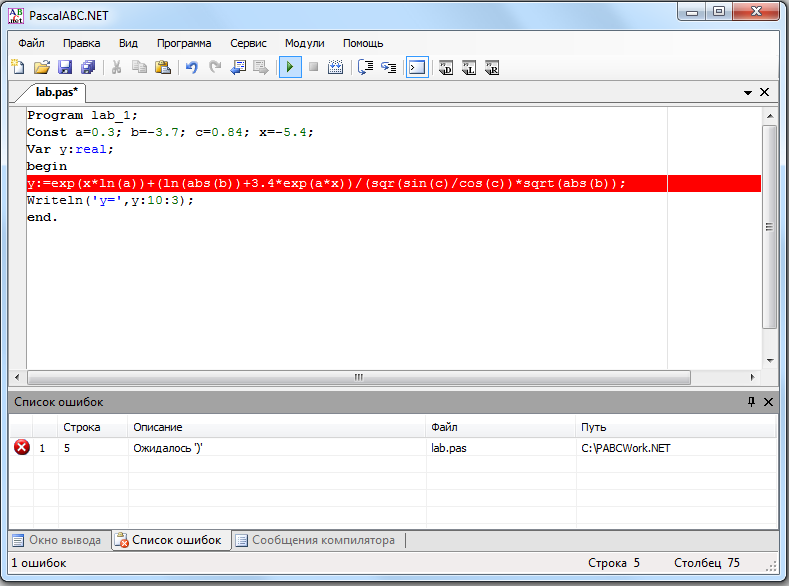 PascalABC.NET
Файл Правка Вид Программа Сервис Модули Помощь
lab.pas*
Program lab_1;
Const a=0.3; b=-3.7; c=0.84; x=-5.4;
Var y:real;
begin
y:=exp(x*ln(a))+(ln(abs(b))+3.4*exp(a*x))/(sqr(sin(c)/cos(c))*sqrt(abs(b));
Writeln('y=',y:10:3);
end.
Список ошибок
Строка Описание Файл Путь
1 5 Ожидалось ')' lab.pas C:\PABCWork.NET
Окно вывода Список ошибок Сообщения компилятора
1 ошибок Строка 5 Столбец 75